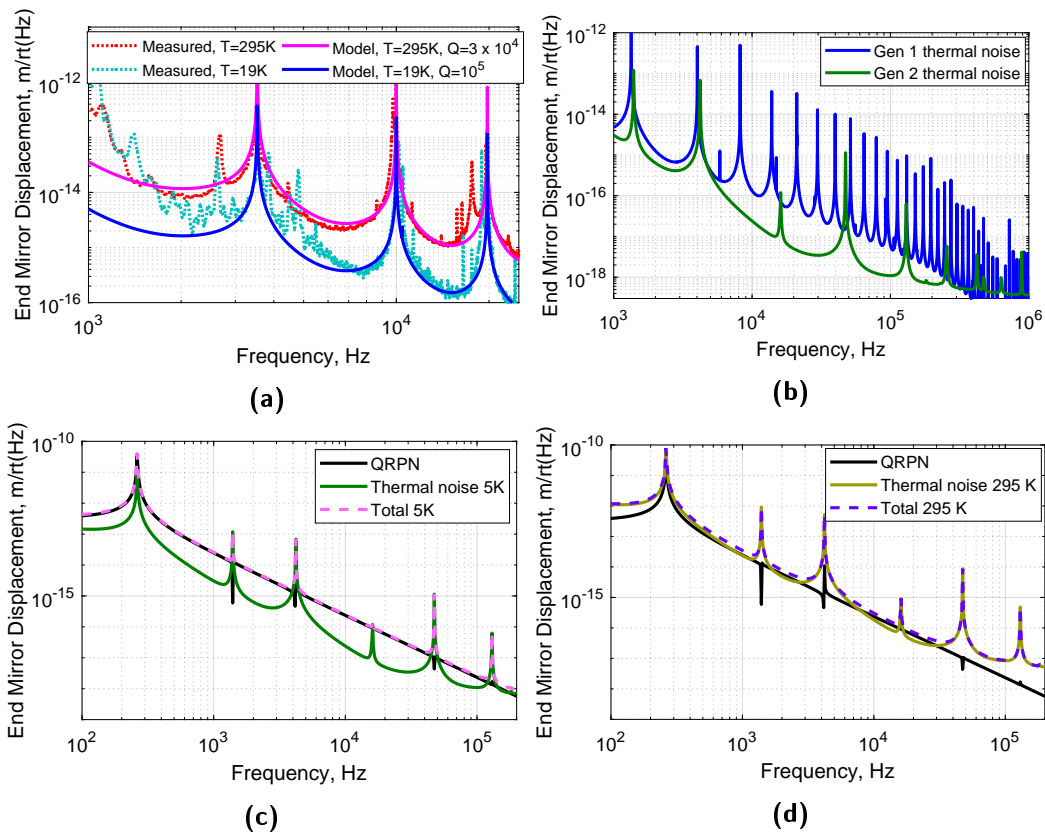 End Mirror Displacement, m/rt(Hz)
Measured, T=295K
Measured, T=19K
Model, T=295K, Q=3 x 10^4
Model, T=19K, Q=10^5
10^-12
10^-14
10^-16
10^3
10^4
Frequency, Hz
(a)
End Mirror Displacement, m/rt(Hz)
Gen 1 thermal noise
Gen 2 thermal noise
10^-12
10^-14
10^-16
10^-18
10^3
10^4
10^5
10^6
Frequency, Hz
(b)
End Mirror Displacement, m/rt(Hz)
QRPN
Thermal noise 5K
Total 5K
10^-10
10^-15
10^2
10^3
10^4
10^5
Frequency, Hz
(c)
End Mirror Displacement, m/rt(Hz)
QRPN
Thermal noise 295 K
Total 295 K
10^-10
10^-15
10^2
10^3
10^4
10^5
Frequency, Hz
(d)